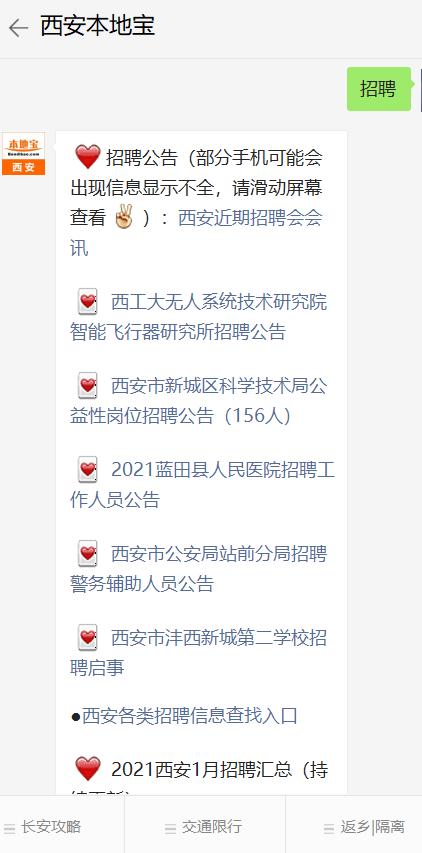 西安本地宝
招聘
本地宝
西安
招聘公告（部分手机可能会
出现信息显示不全，请滑动屏幕
查看 ）：西安近期招聘会会
讯
西工大无人系统技术研究院
智能飞行器研究所招聘公告
西安市新城区科学技术局公
益性岗位招聘公告（156人）
2021蓝田县人民医院招聘工
作人员公告
西安市公安局站前分局招聘
警务辅助人员公告
西安市沣西新城第二学校招
聘启事
●西安各类招聘信息查找入口
2021西安1月招聘汇总（持
长安攻略
交通限行
返乡|隔离